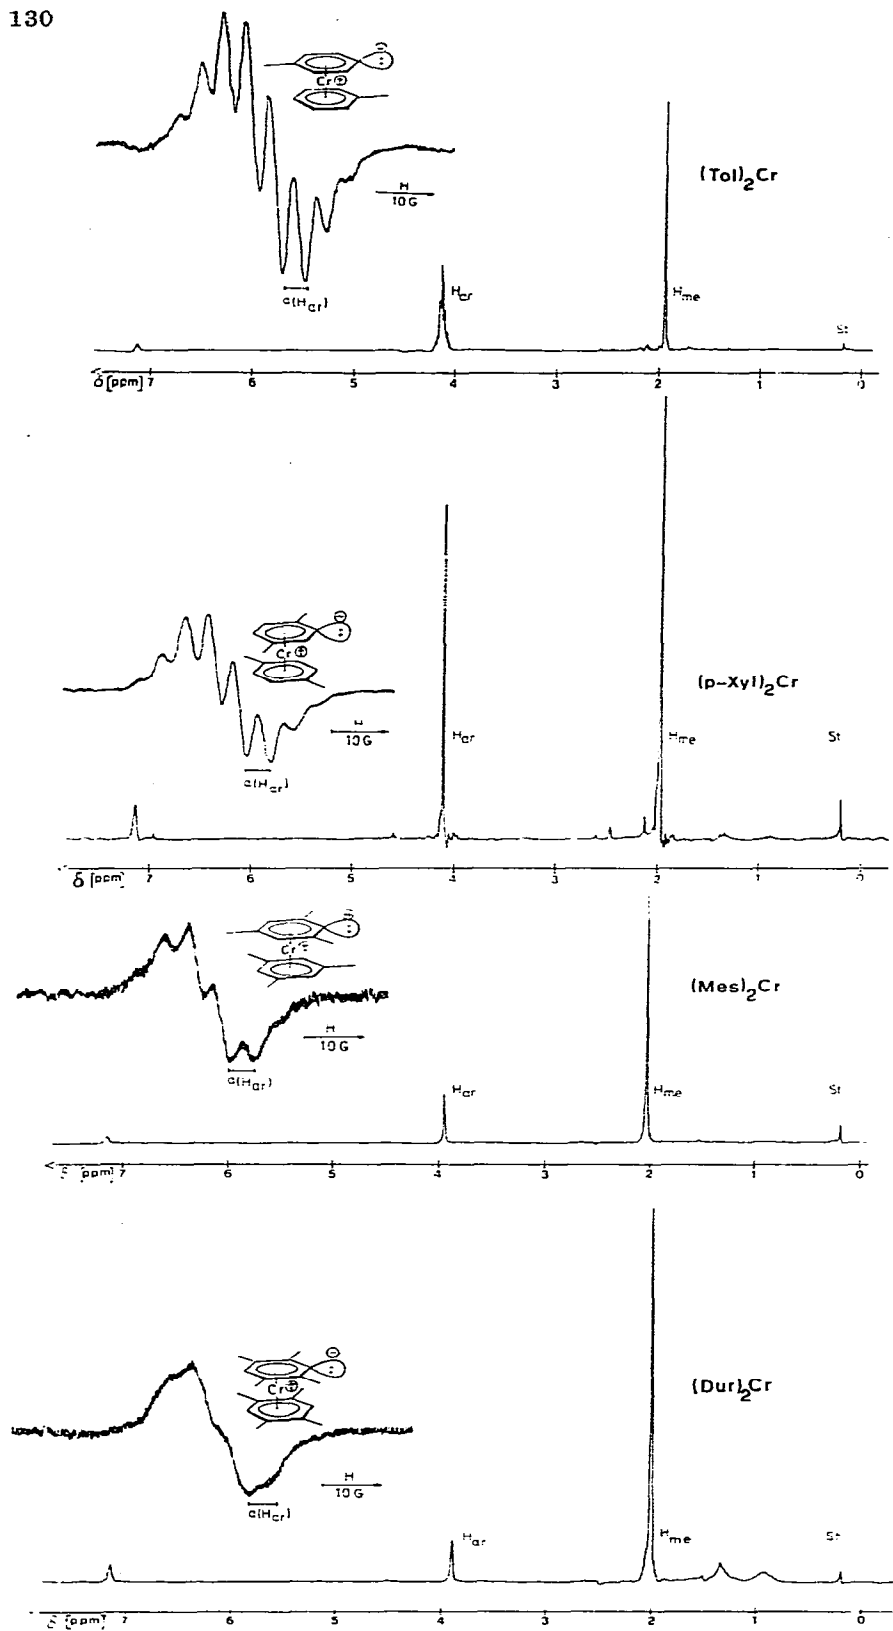 130
Cr⊕
H
10 G
(Tol)₂Cr
a(Har)
Har
Hme
St
δ[ppm] 7 6 5 4 3 2 1 0
Cr⊕
H
10 G
(p-Xyl)₂Cr
a(Har)
Har
Hme
St
δ [ppm] 7 6 5 4 3 2 1 0
Cr
H
10 G
(Mes)₂Cr
a(Har)
Har
Hme
St
[ppm] 7 6 5 4 3 2 1 0
Cr⊕
H
10 G
(Dur)₂Cr
a(Har)
Har
Hme
St
δ [ppm] 7 6 5 4 3 2 1 0